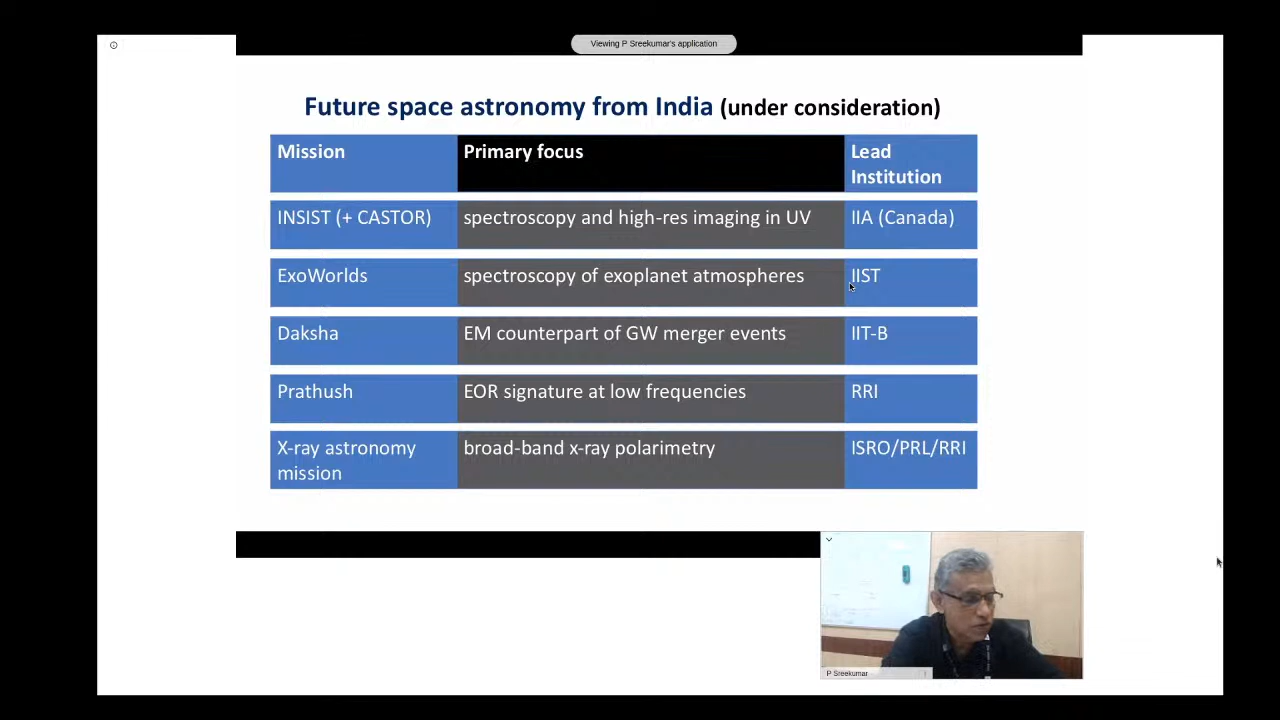 Viewing P Sreekumar's application
Future space astronomy from India (under consideration)
Mission
Primary focus
Lead
Institution
INSIST (+ CASTOR)
spectroscopy and high-res imaging in UV
IIA (Canada)
ExoWorlds
spectroscopy of exoplanet atmospheres
IIST
Daksha
EM counterpart of GW merger events
IIT-B
Prathush
EOR signature at low frequencies
RRI
X-ray astronomy
mission
broad-band x-ray polarimetry
ISRO/PRL/RRI
P Sreekumar